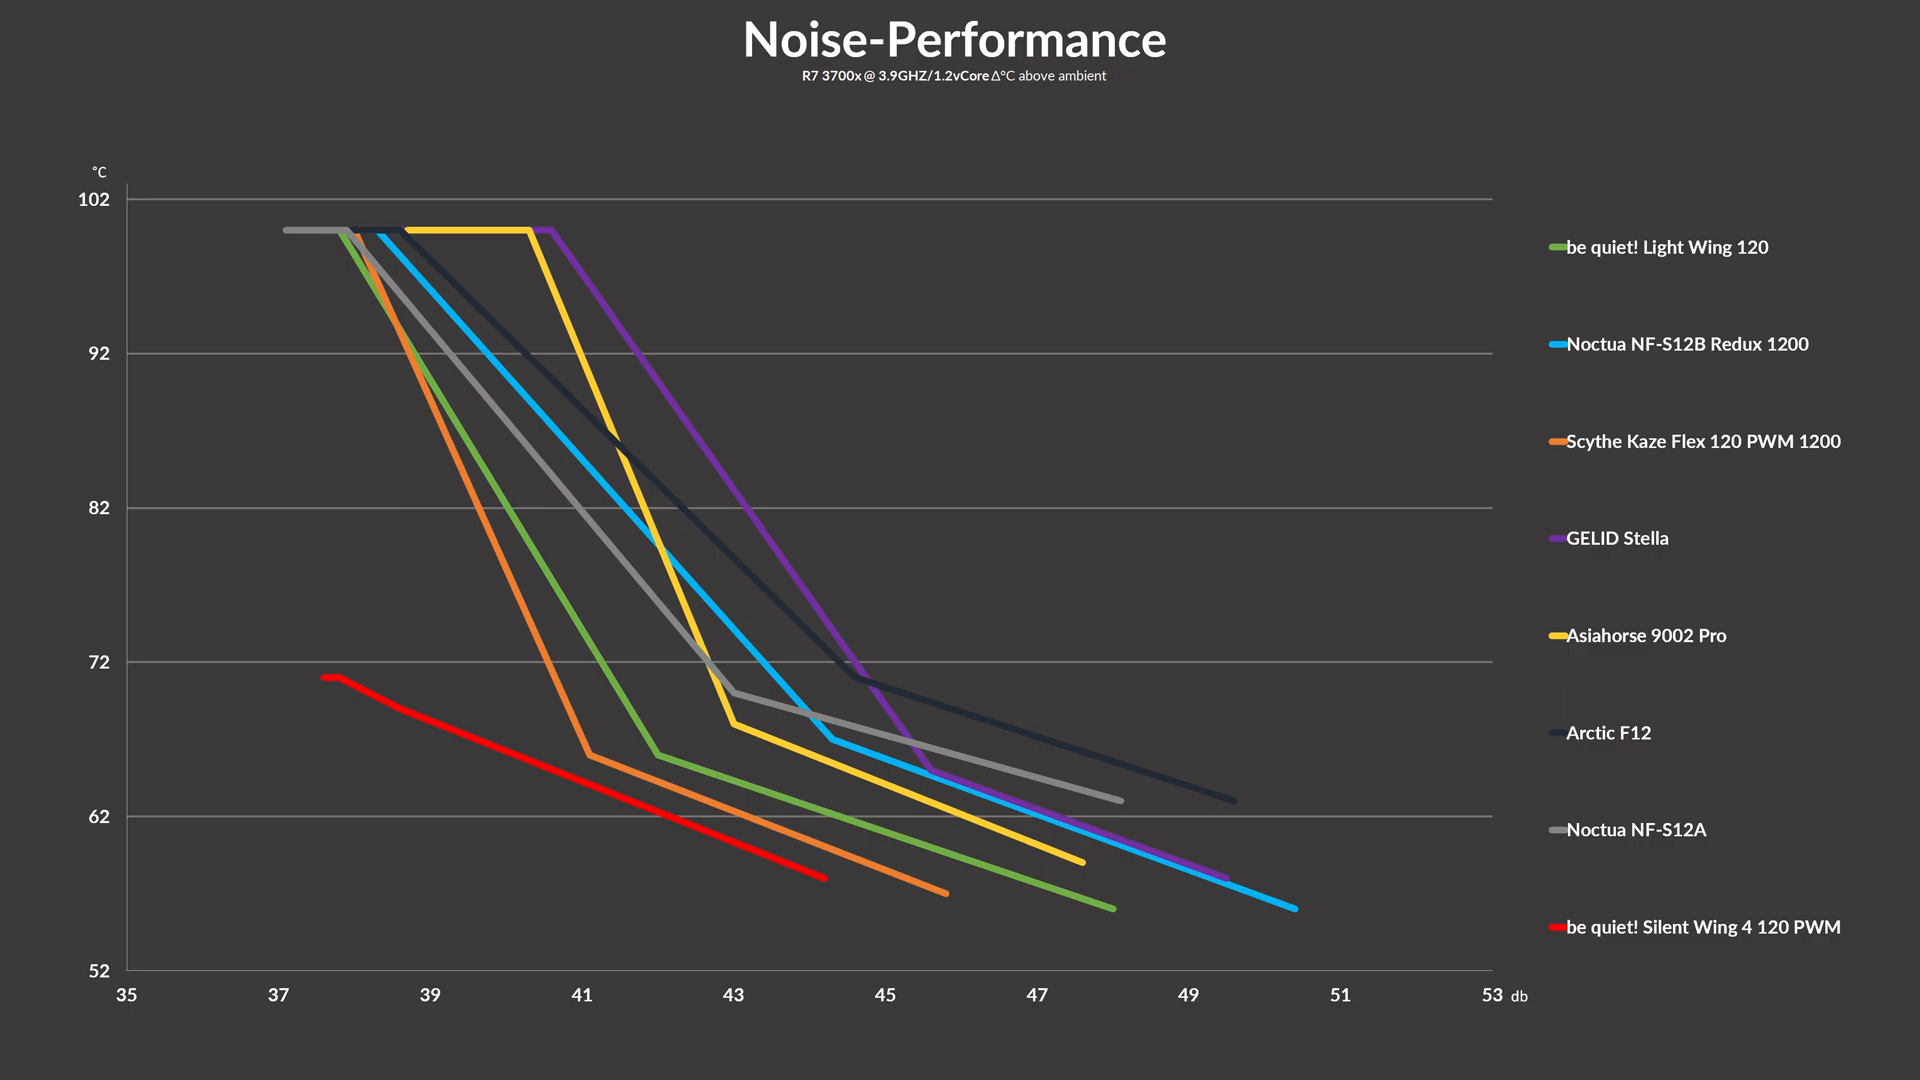 Noise-Performance
R7 3700x @ 3.9GHZ/1.2vCore Δ°C above ambient
°C
102
92
82
72
62
52
35 37 39 41 43 45 47 49 51 53 db
be quiet! Light Wing 120
Noctua NF-S12B Redux 1200
Scythe Kaze Flex 120 PWM 1200
GELID Stella
Asiahorse 9002 Pro
Arctic F12
Noctua NF-S12A
be quiet! Silent Wing 4 120 PWM